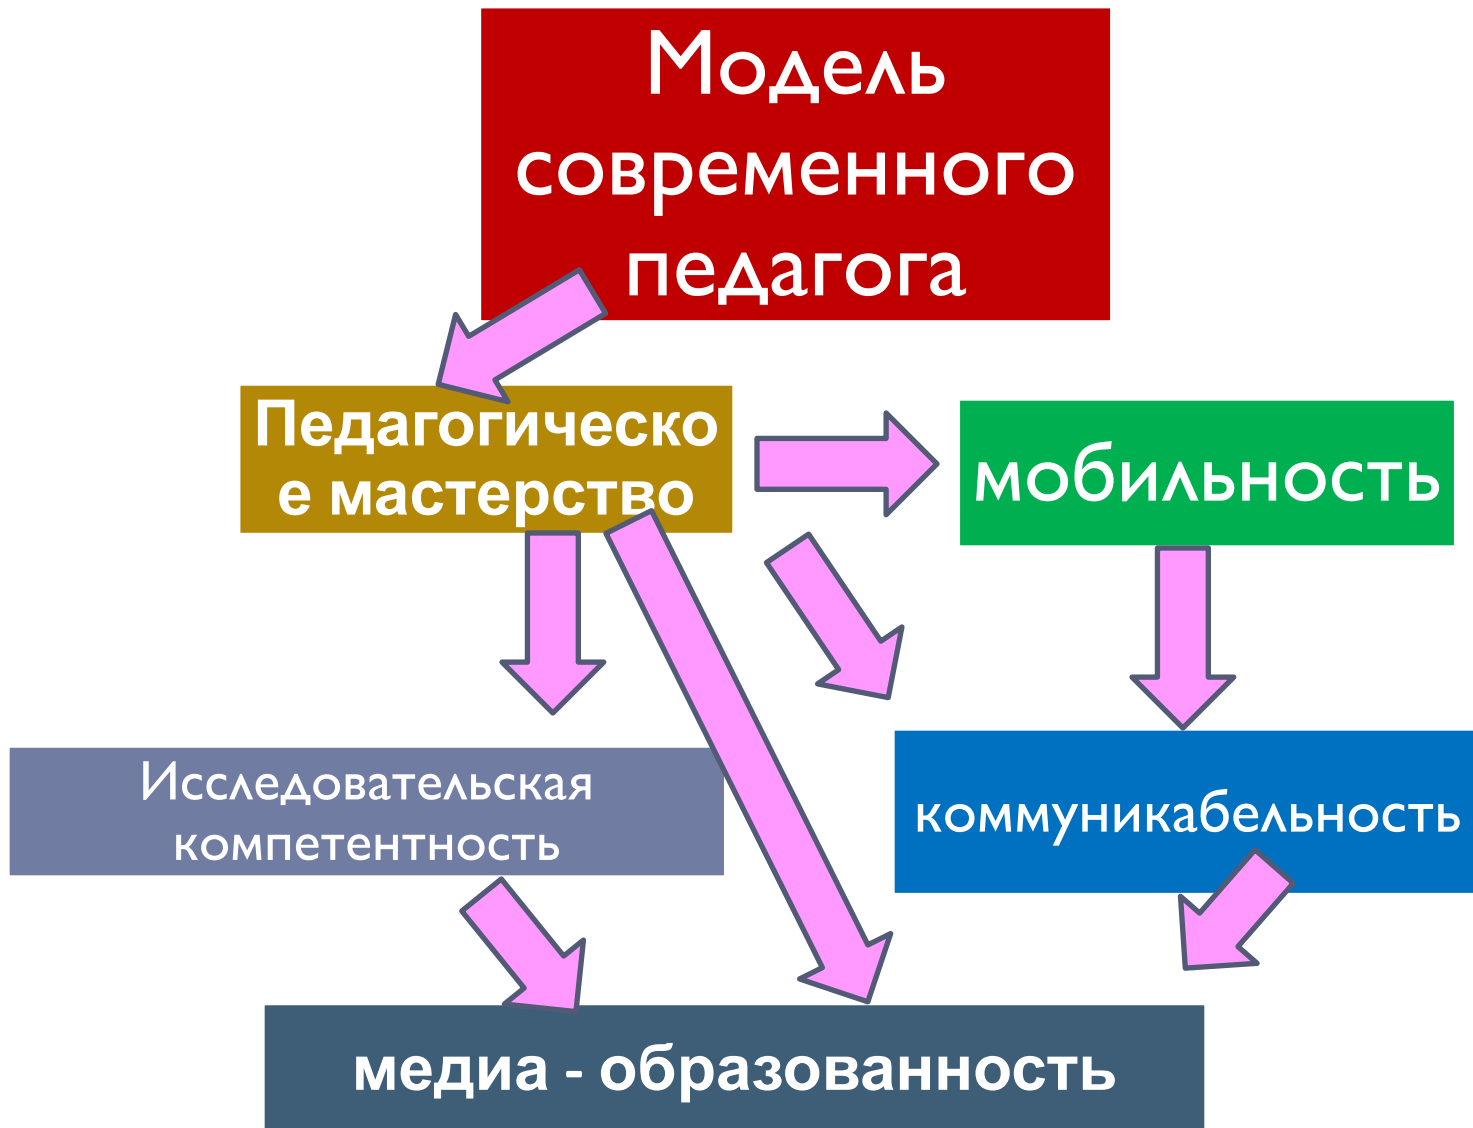 Модель
современного
педагога
Педагогическо
е мастерство
мобильность
Исследовательская
компетентность
коммуникабельность
медиа - образованность